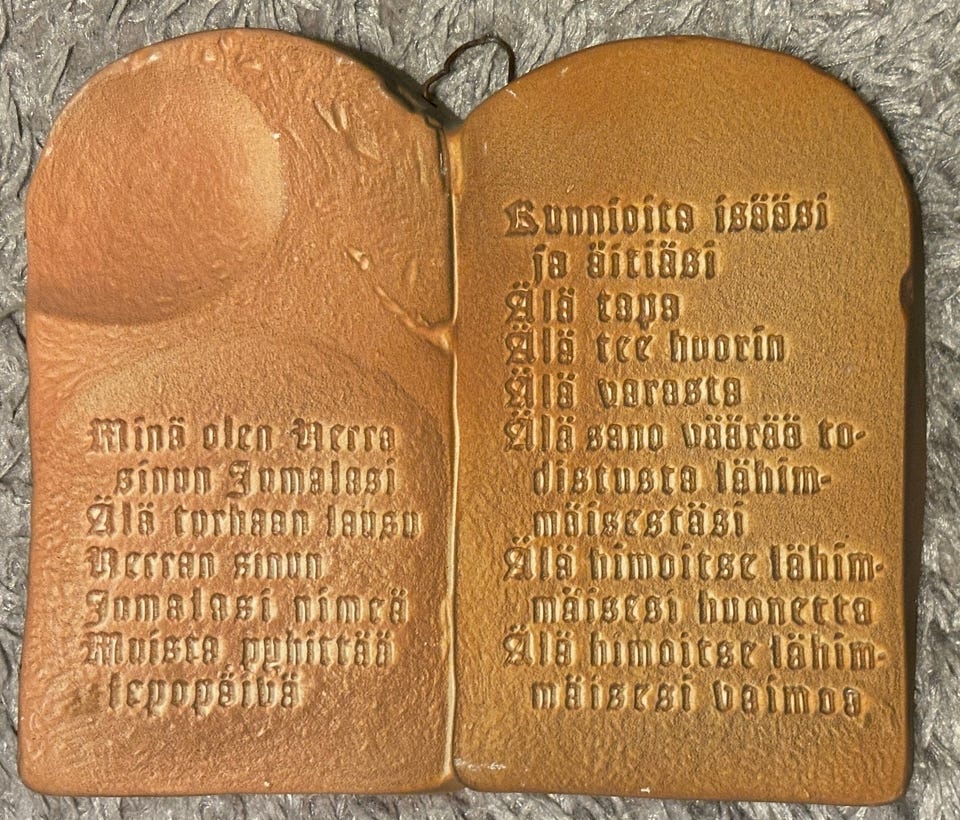 Minä olen Herra
sinun Jumalasi
Älä turhaan lausu
Herran sinun
Jumalasi nimeä
Muista pyhittää
lepopäivä
Kunnioita isääsi
ja äitiäsi
Älä tapa
Älä tee huorin
Älä varasta
Älä sano väärää to-
distusta lähim-
mäisestäsi
Älä himoitse lähim-
mäisesi huonetta
Älä himoitse lähim-
mäisesi vaimoa